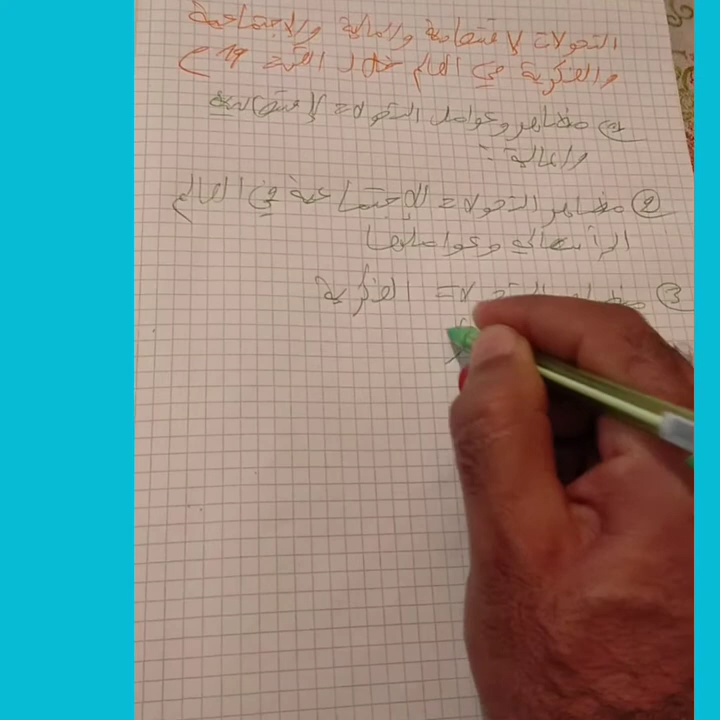 التحولات الاقتصادية والمالية والاجتماعية
والفكرية في العالم خلال القرن 19 م
① مظاهر وعوامل التحولات الاقتصادية
والمالية:
② مظاهر التحولات الاجتماعية في العالم
الرأسمالي وعواملها
③ مظاهر التحولات الفكرية